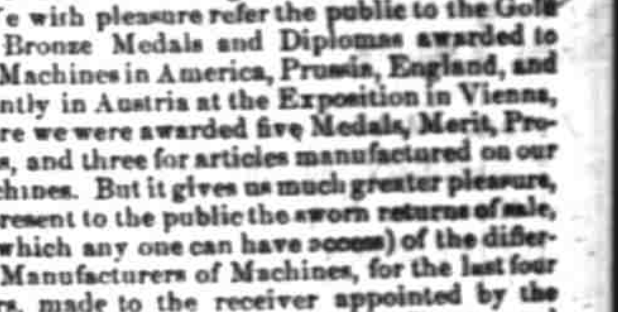 e wish pleasure refer the public to the Gold
Bronze Medals and Diplomas awarded to
Machines in America, Prussia, England, and
ntly in Austria at the Exposition in Vienna,
re we were awarded five Medals, Merit, Pro-
s, and three for articles manufactured on our
chines. But it gives us much greater pleasure,
resent to the public the sworn returns of sale,
which any one can have access) of the differ-
Manufacturers of Machines, for the last four
rs, made to the receiver appointed by the